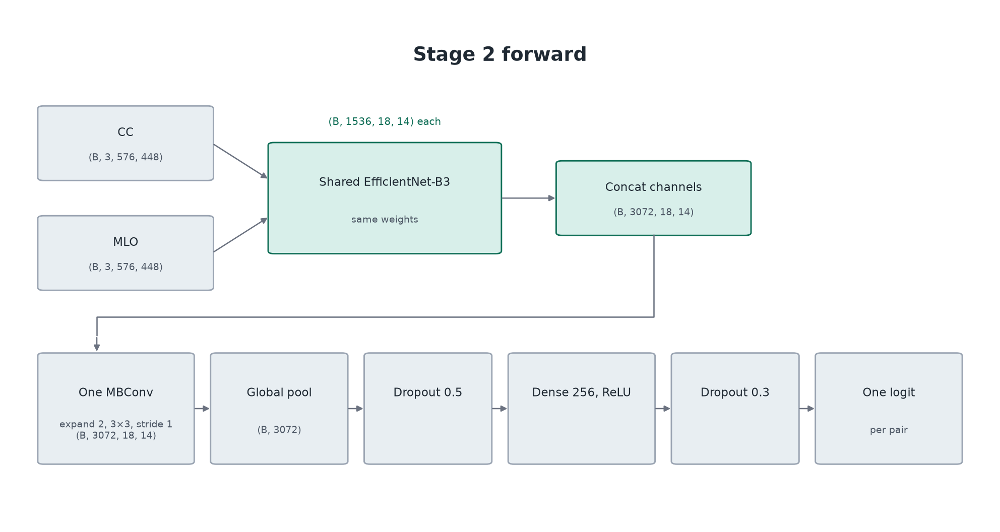 Stage 2 forward
CC
(B, 3, 576, 448)
MLO
(B, 3, 576, 448)
(B, 1536, 18, 14) each
Shared EfficientNet-B3
same weights
Concat channels
(B, 3072, 18, 14)
One MBConv
expand 2, 3×3, stride 1
(B, 3072, 18, 14)
Global pool
(B, 3072)
Dropout 0.5
Dense 256, ReLU
Dropout 0.3
One logit
per pair